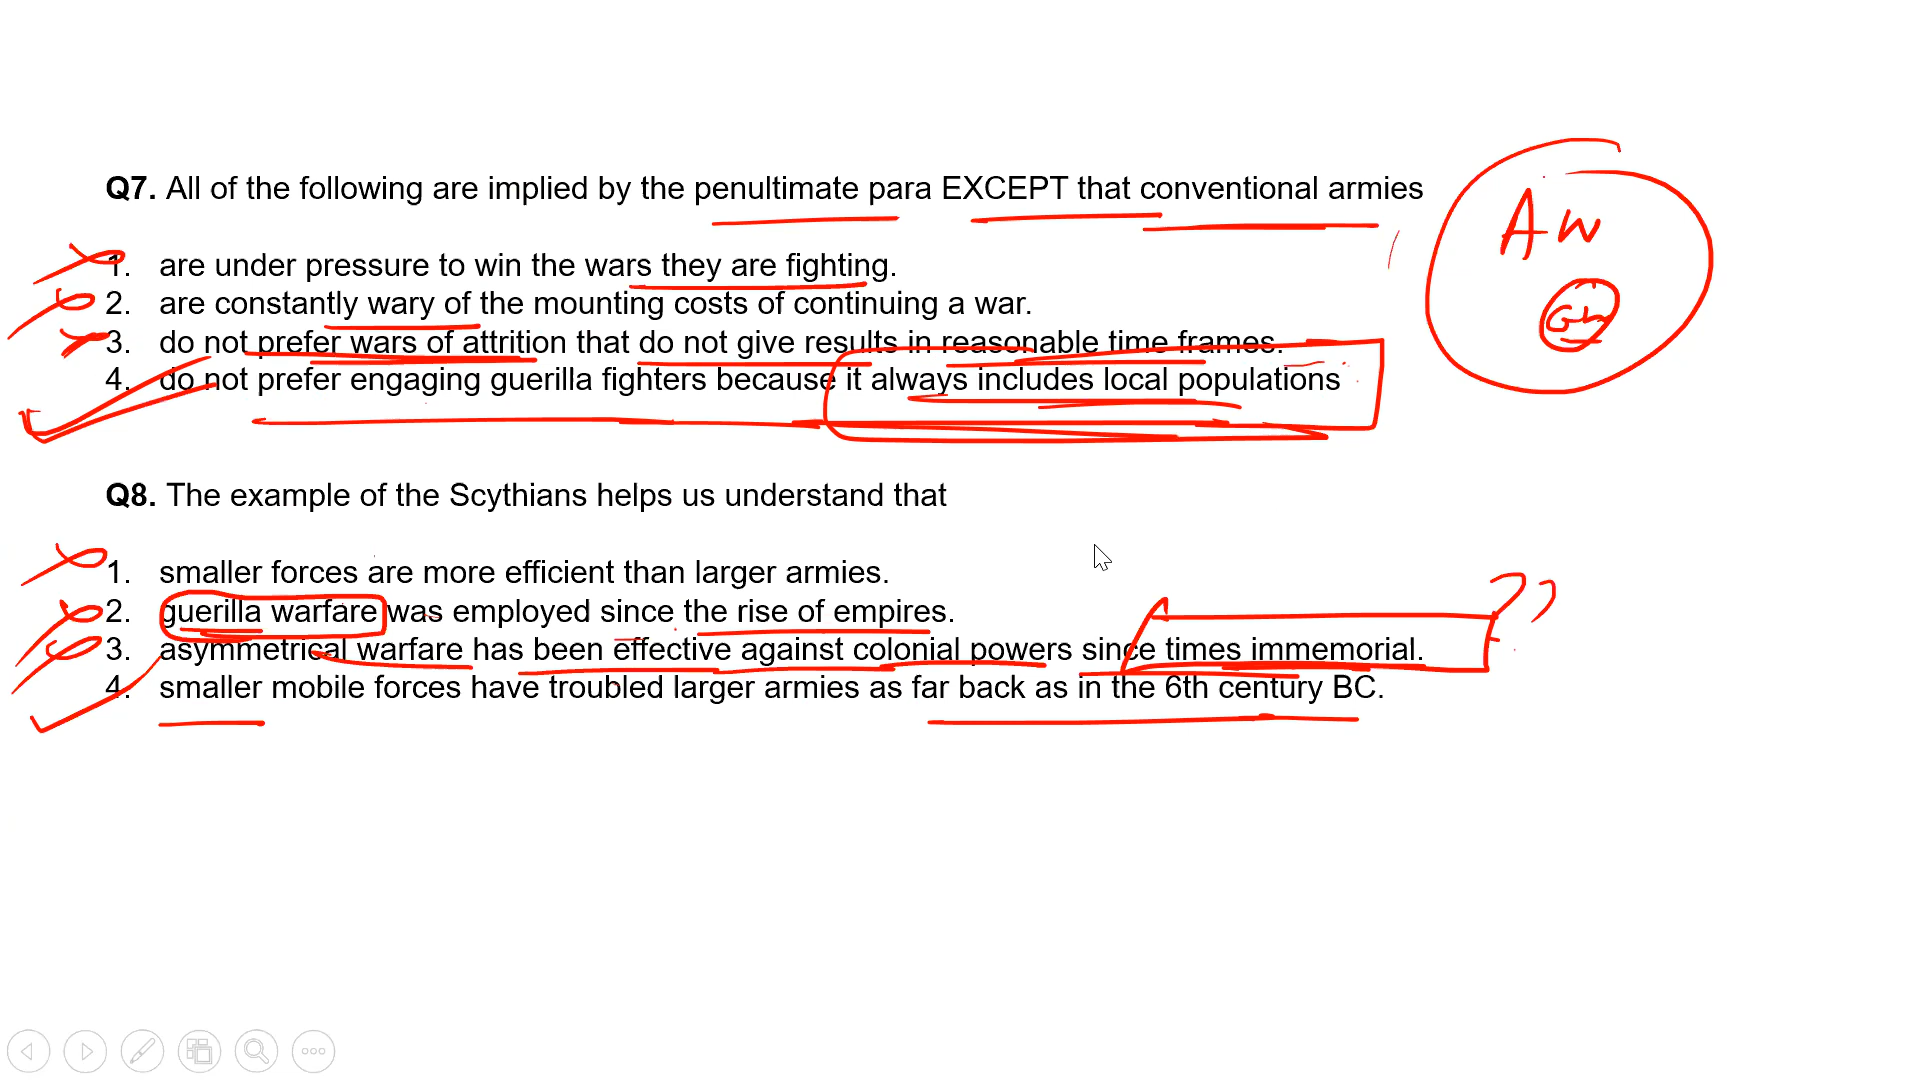 Q7. All of the following are implied by the penultimate para EXCEPT that conventional armies
1. are under pressure to win the wars they are fighting.
2. are constantly wary of the mounting costs of continuing a war.
3. do not prefer wars of attrition that do not give results in reasonable time frames.
4. do not prefer engaging guerilla fighters because it always includes local populations
AW
Q8. The example of the Scythians helps us understand that
1. smaller forces are more efficient than larger armies.
2. guerilla warfare was employed since the rise of empires.
3. asymmetrical warfare has been effective against colonial powers since times immemorial.
??
4. smaller mobile forces have troubled larger armies as far back as in the 6th century BC.